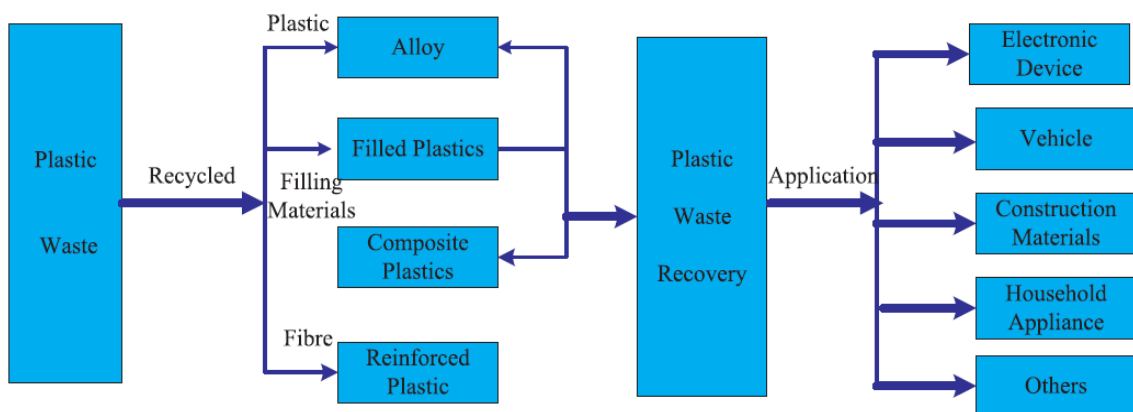 Plastic
Waste
Recycled
Plastic
Filling
Materials
Fibre
Alloy
Filled Plastics
Composite
Plastics
Reinforced
Plastic
Plastic
Waste
Recovery
Application
Electronic
Device
Vehicle
Construction
Materials
Household
Appliance
Others